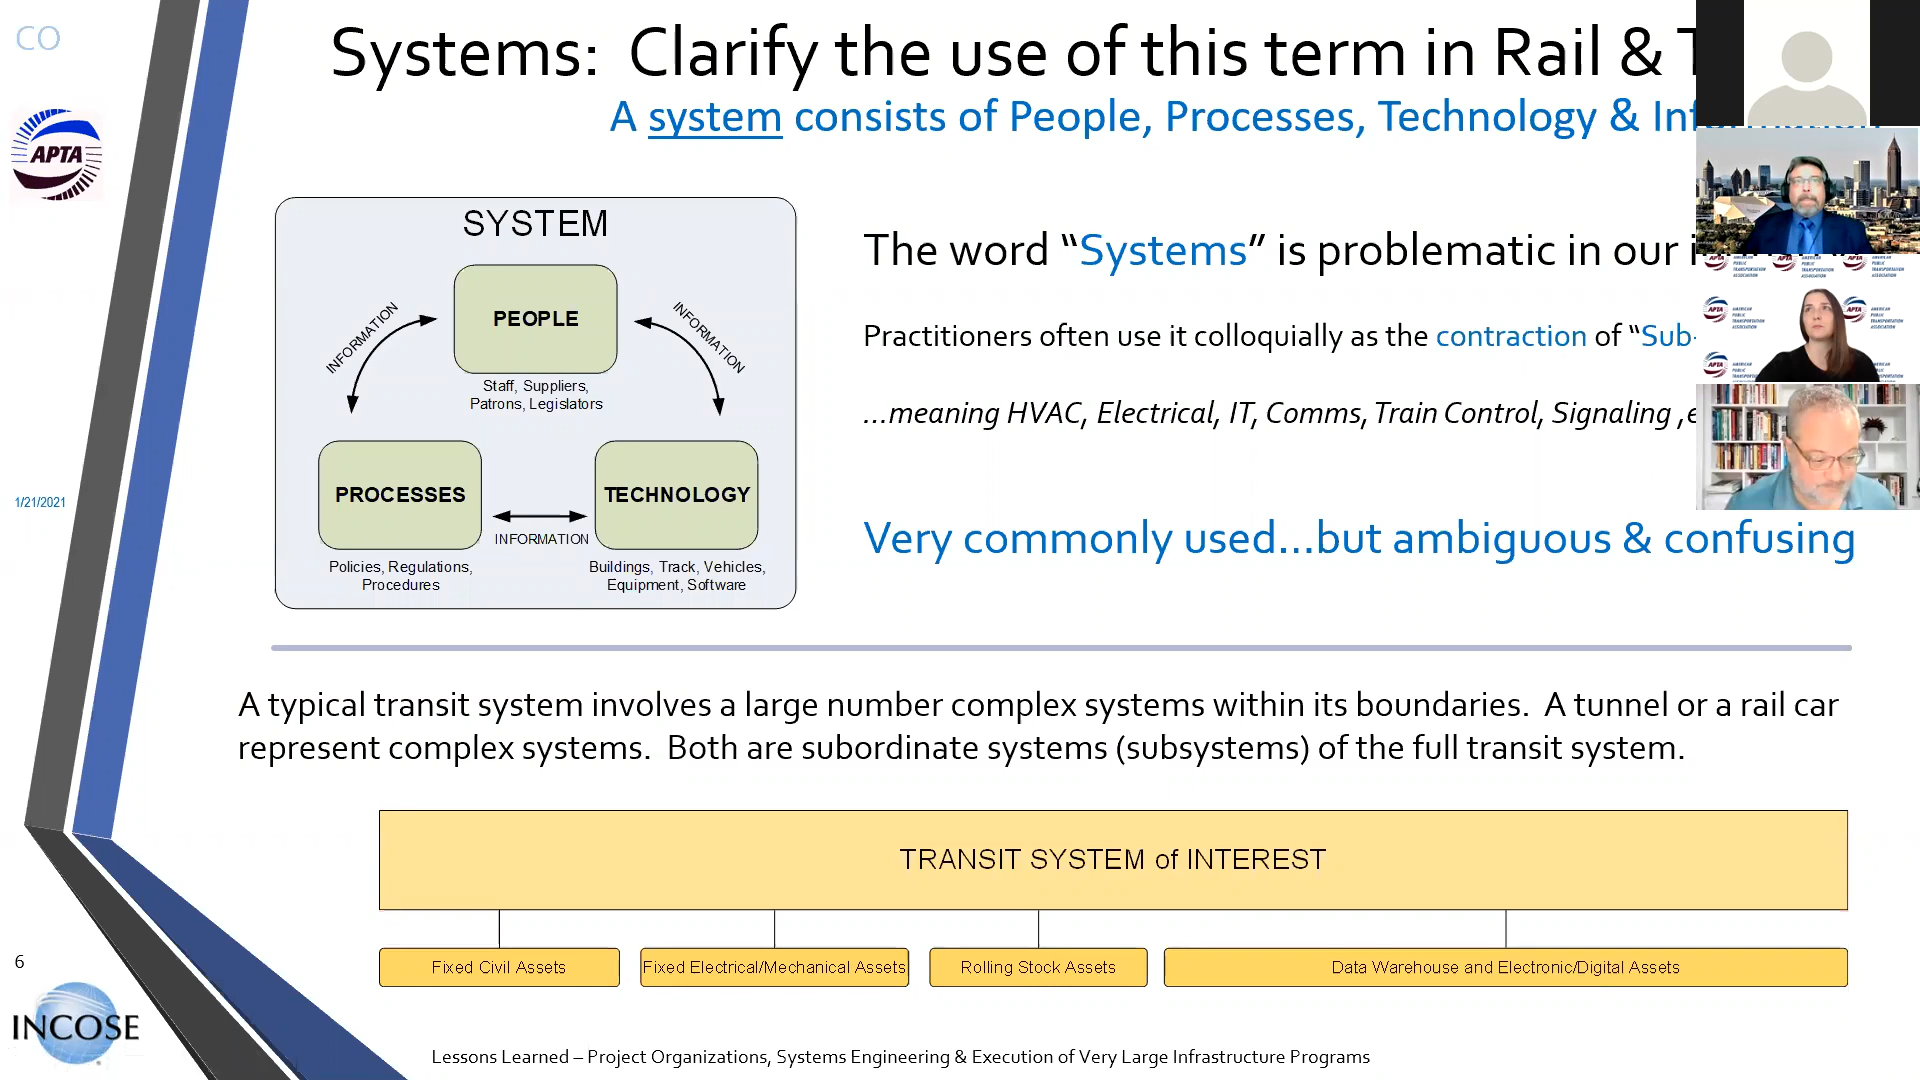 CO
Systems: Clarify the use of this term in Rail &
A system consists of People, Processes, Technology &
APTA
SYSTEM
PEOPLE
INFORMATION
INFORMATION
Staff, Suppliers,
Patrons, Legislators
PROCESSES
TECHNOLOGY
INFORMATION
Policies, Regulations,
Procedures
Buildings, Track, Vehicles,
Equipment, Software
The word “Systems” is problematic in our
Practitioners often use it colloquially as the contraction of “Sub-
...meaning HVAC, Electrical, IT, Comms, Train Control, Signaling ,e
Very commonly used...but ambiguous & confusing
1/21/2021
A typical transit system involves a large number complex systems within its boundaries. A tunnel or a rail car
represent complex systems. Both are subordinate systems (subsystems) of the full transit system.
TRANSIT SYSTEM of INTEREST
Fixed Civil Assets
Fixed Electrical/Mechanical Assets
Rolling Stock Assets
Data Warehouse and Electronic/Digital Assets
6
INCOSE
Lessons Learned – Project Organizations, Systems Engineering & Execution of Very Large Infrastructure Programs